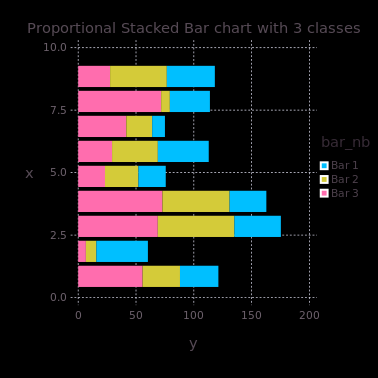 Proportional Stacked Bar chart with 3 classes
10.0
7.5
5.0
2.5
0.0
x
0 50 100 150 200
y
bar_nb
Bar 1
Bar 2
Bar 3